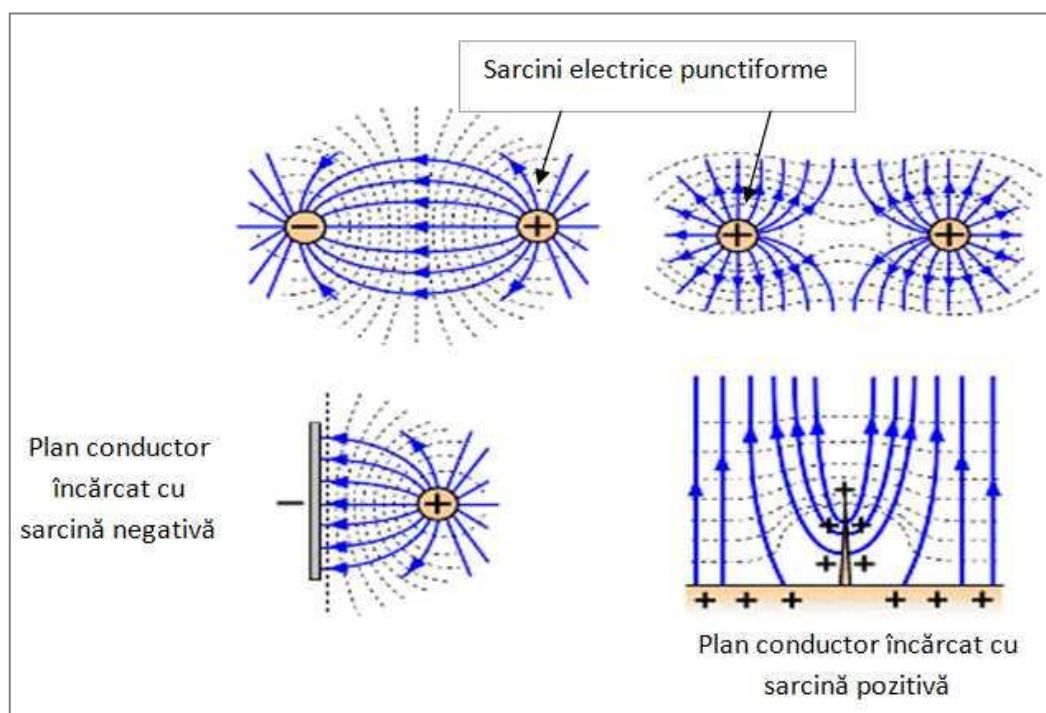 Sarcini electrice punctiforme
−
+
+
+
Plan conductor
încărcat cu
sarcină negativă
−
+
+
+ +
+ +
+ + + + + +
Plan conductor încărcat cu
sarcină pozitivă